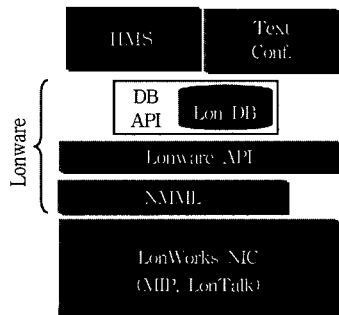 HMS
Text
Conf.
DB
API
Lon DB
Lonware
Lonware API
NMML
LonWorks NIC
(MIP, LonTalk)